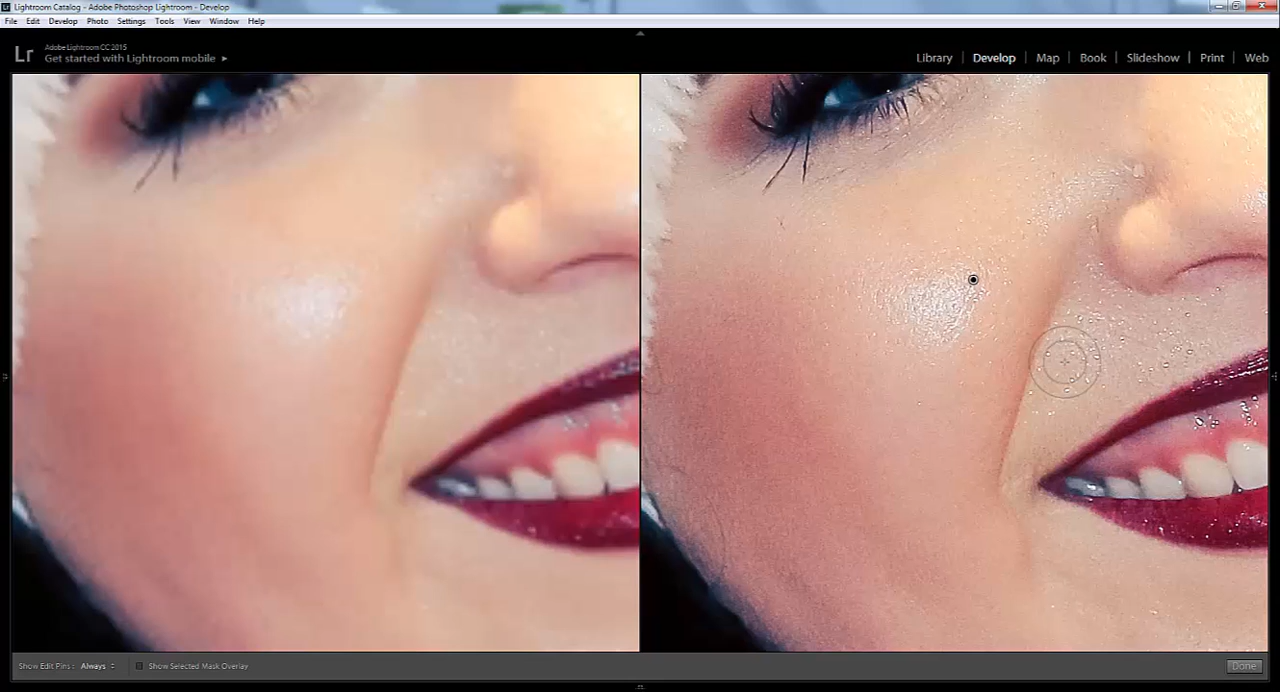 Lr Lightroom Catalog - Adobe Photoshop Lightroom - Develop
File Edit Develop Photo Settings Tools View Window Help
Lr
Adobe Lightroom CC 2015
Get started with Lightroom mobile
Library Develop Map Book Slideshow Print Web
Show Edit Pins : Always Show Selected Mask Overlay Done